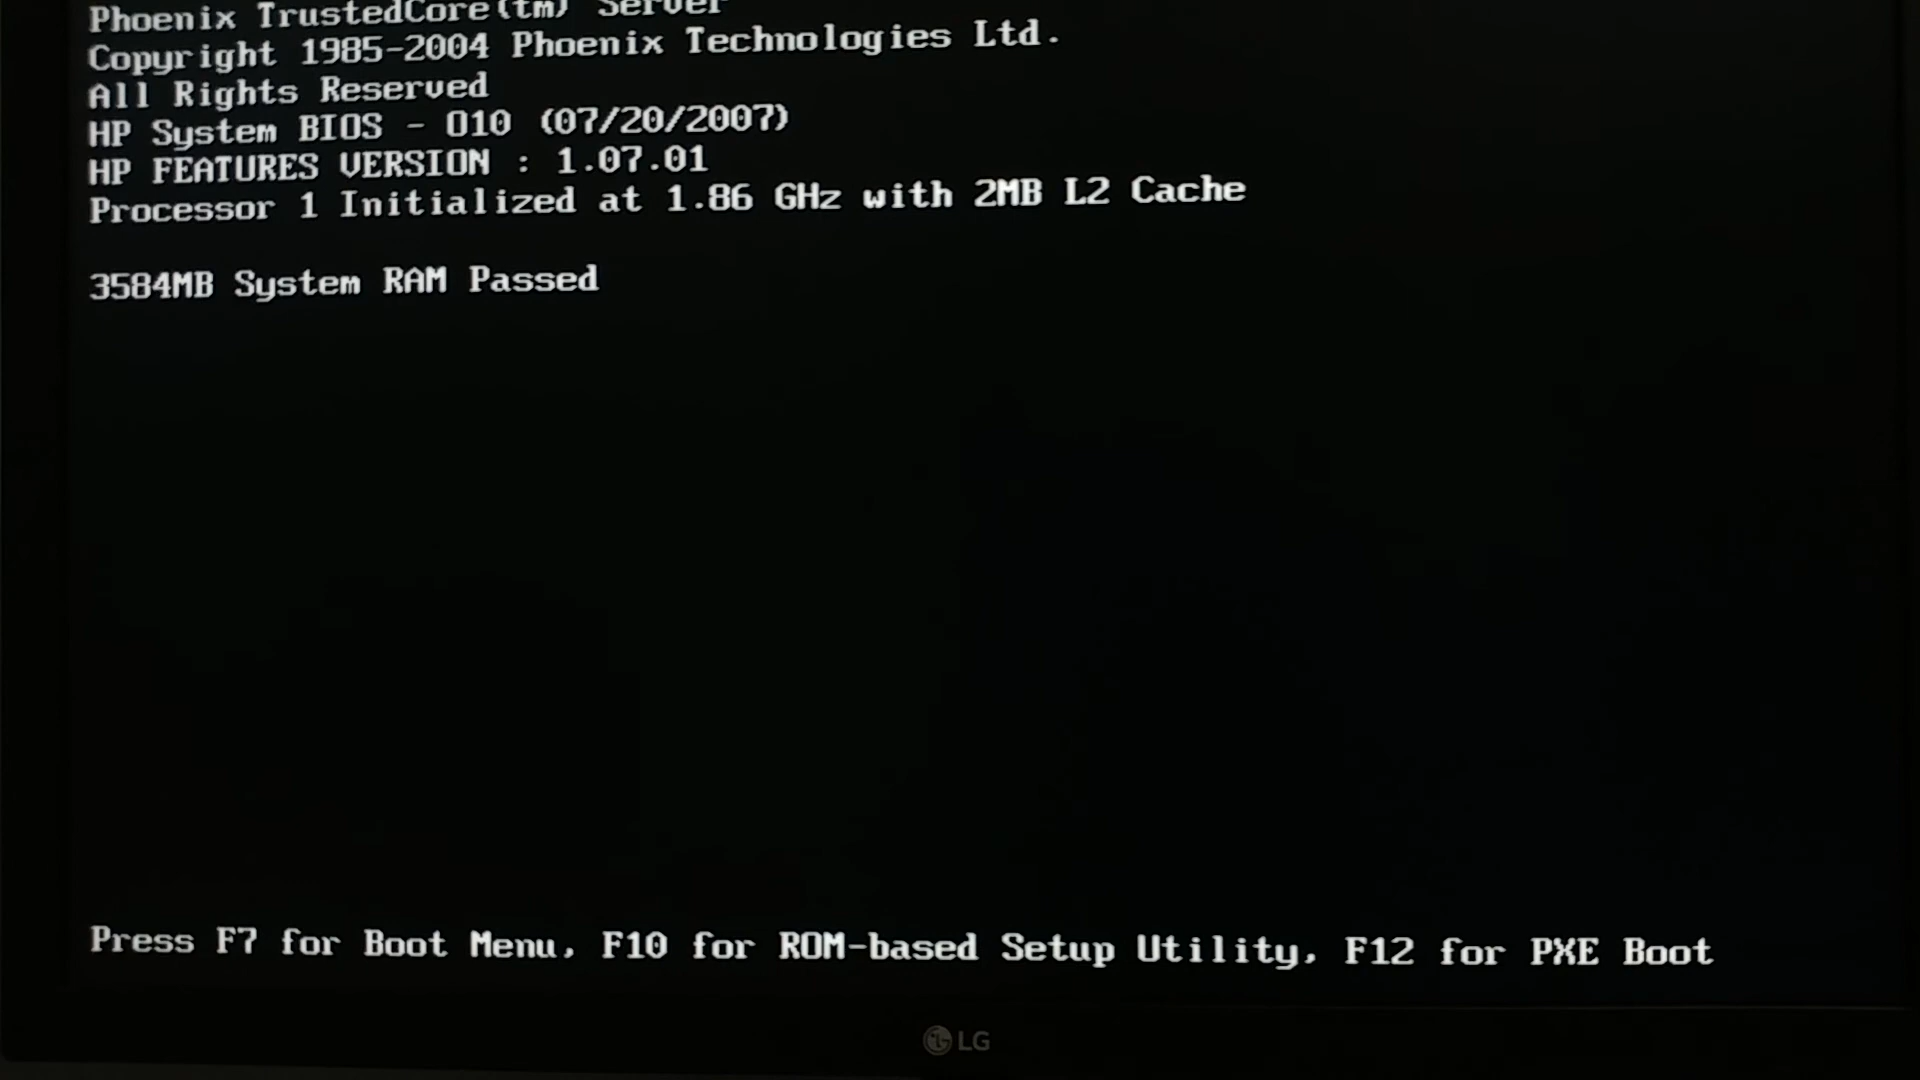 Phoenix TrustedCore(tm) Server
Copyright 1985-2004 Phoenix Technologies Ltd.
All Rights Reserved
HP System BIOS - O10 (07/20/2007)
HP FEATURES VERSION : 1.07.01
Processor 1 Initialized at 1.86 GHz with 2MB L2 Cache
3584MB System RAM Passed
Press F7 for Boot Menu, F10 for ROM-based Setup Utility, F12 for PXE Boot
LG